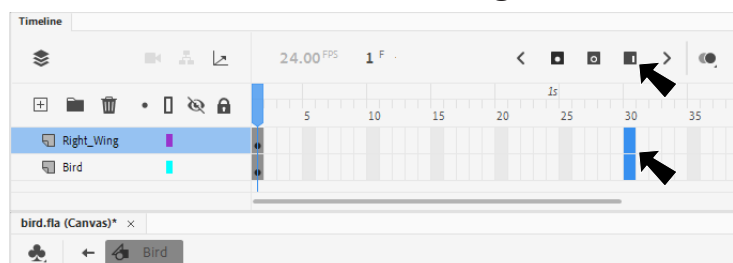 Timeline
24.00 FPS 1 F
1s
5 10 15 20 25 30 35
Right_Wing
Bird
bird.fla (Canvas)* ×
Bird